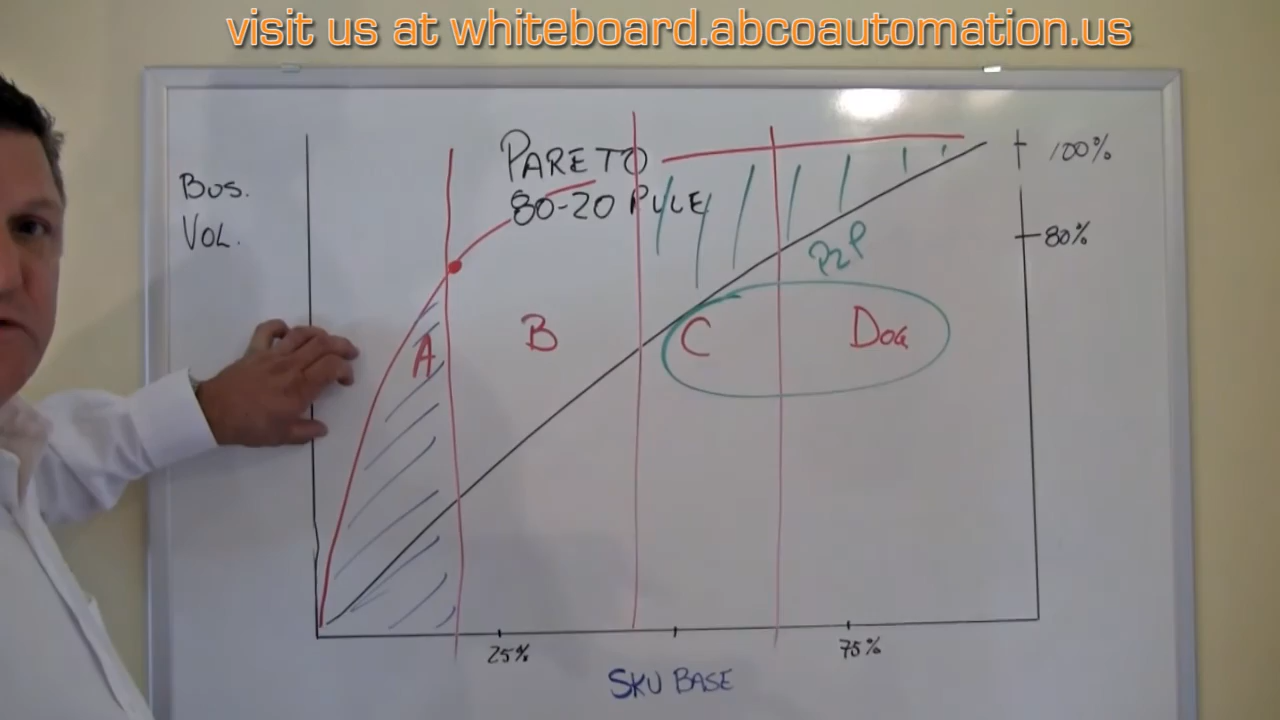 visit us at whiteboard.abcoautomation.us
PARETO
80-20 RULE
BUS.
VOL.
100%
80%
P2P
A
B
C
DOG
25%
75%
SKU BASE